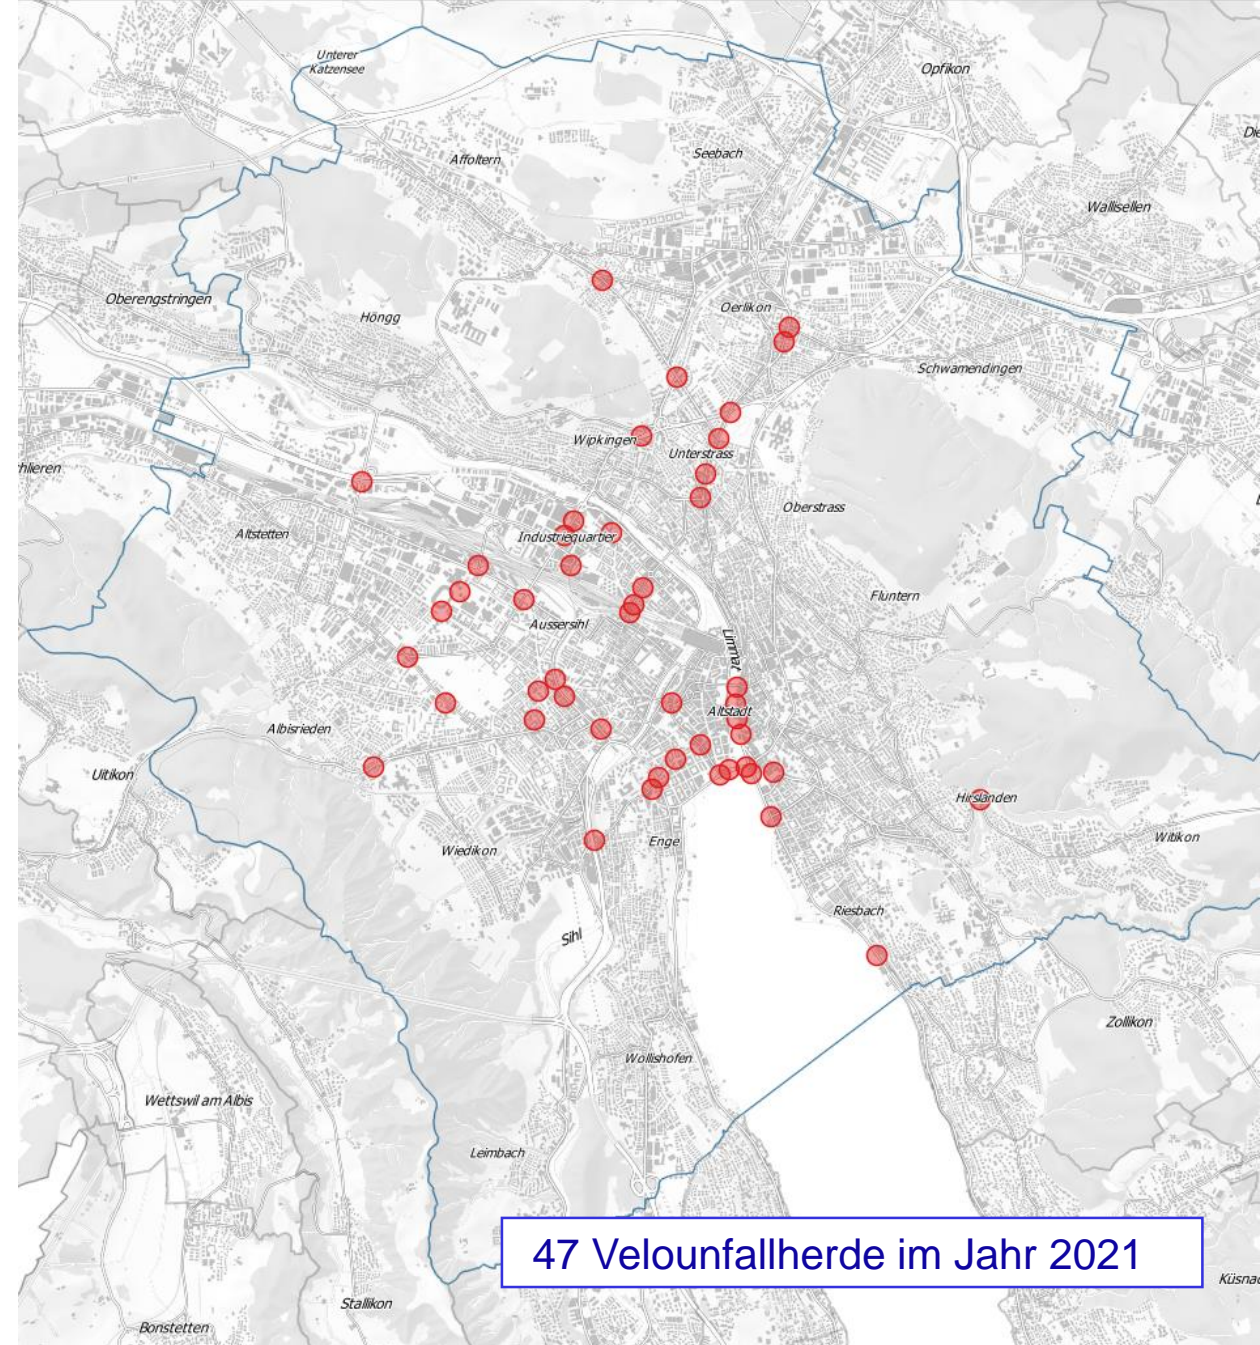 Unterer
Katzensee
Opfikon
Affoltern
Seebach
Wallisellen
Oberengstringen
Höngg
Oerlikon
Schwamendingen
Wipkingen
Unterstrass
hlieren
Altstetten
Oberstrass
Industriequartier
Fluntern
Aussersihl
Limmat
Altstadt
Albisrieden
Uitikon
Hirslanden
Witikon
Wiedikon
Enge
Riesbach
Sihl
Zollikon
Wollishofen
Wettswil am Albis
Leimbach
47 Velounfallherde im Jahr 2021
Küsna
Stallikon
Bonstetten